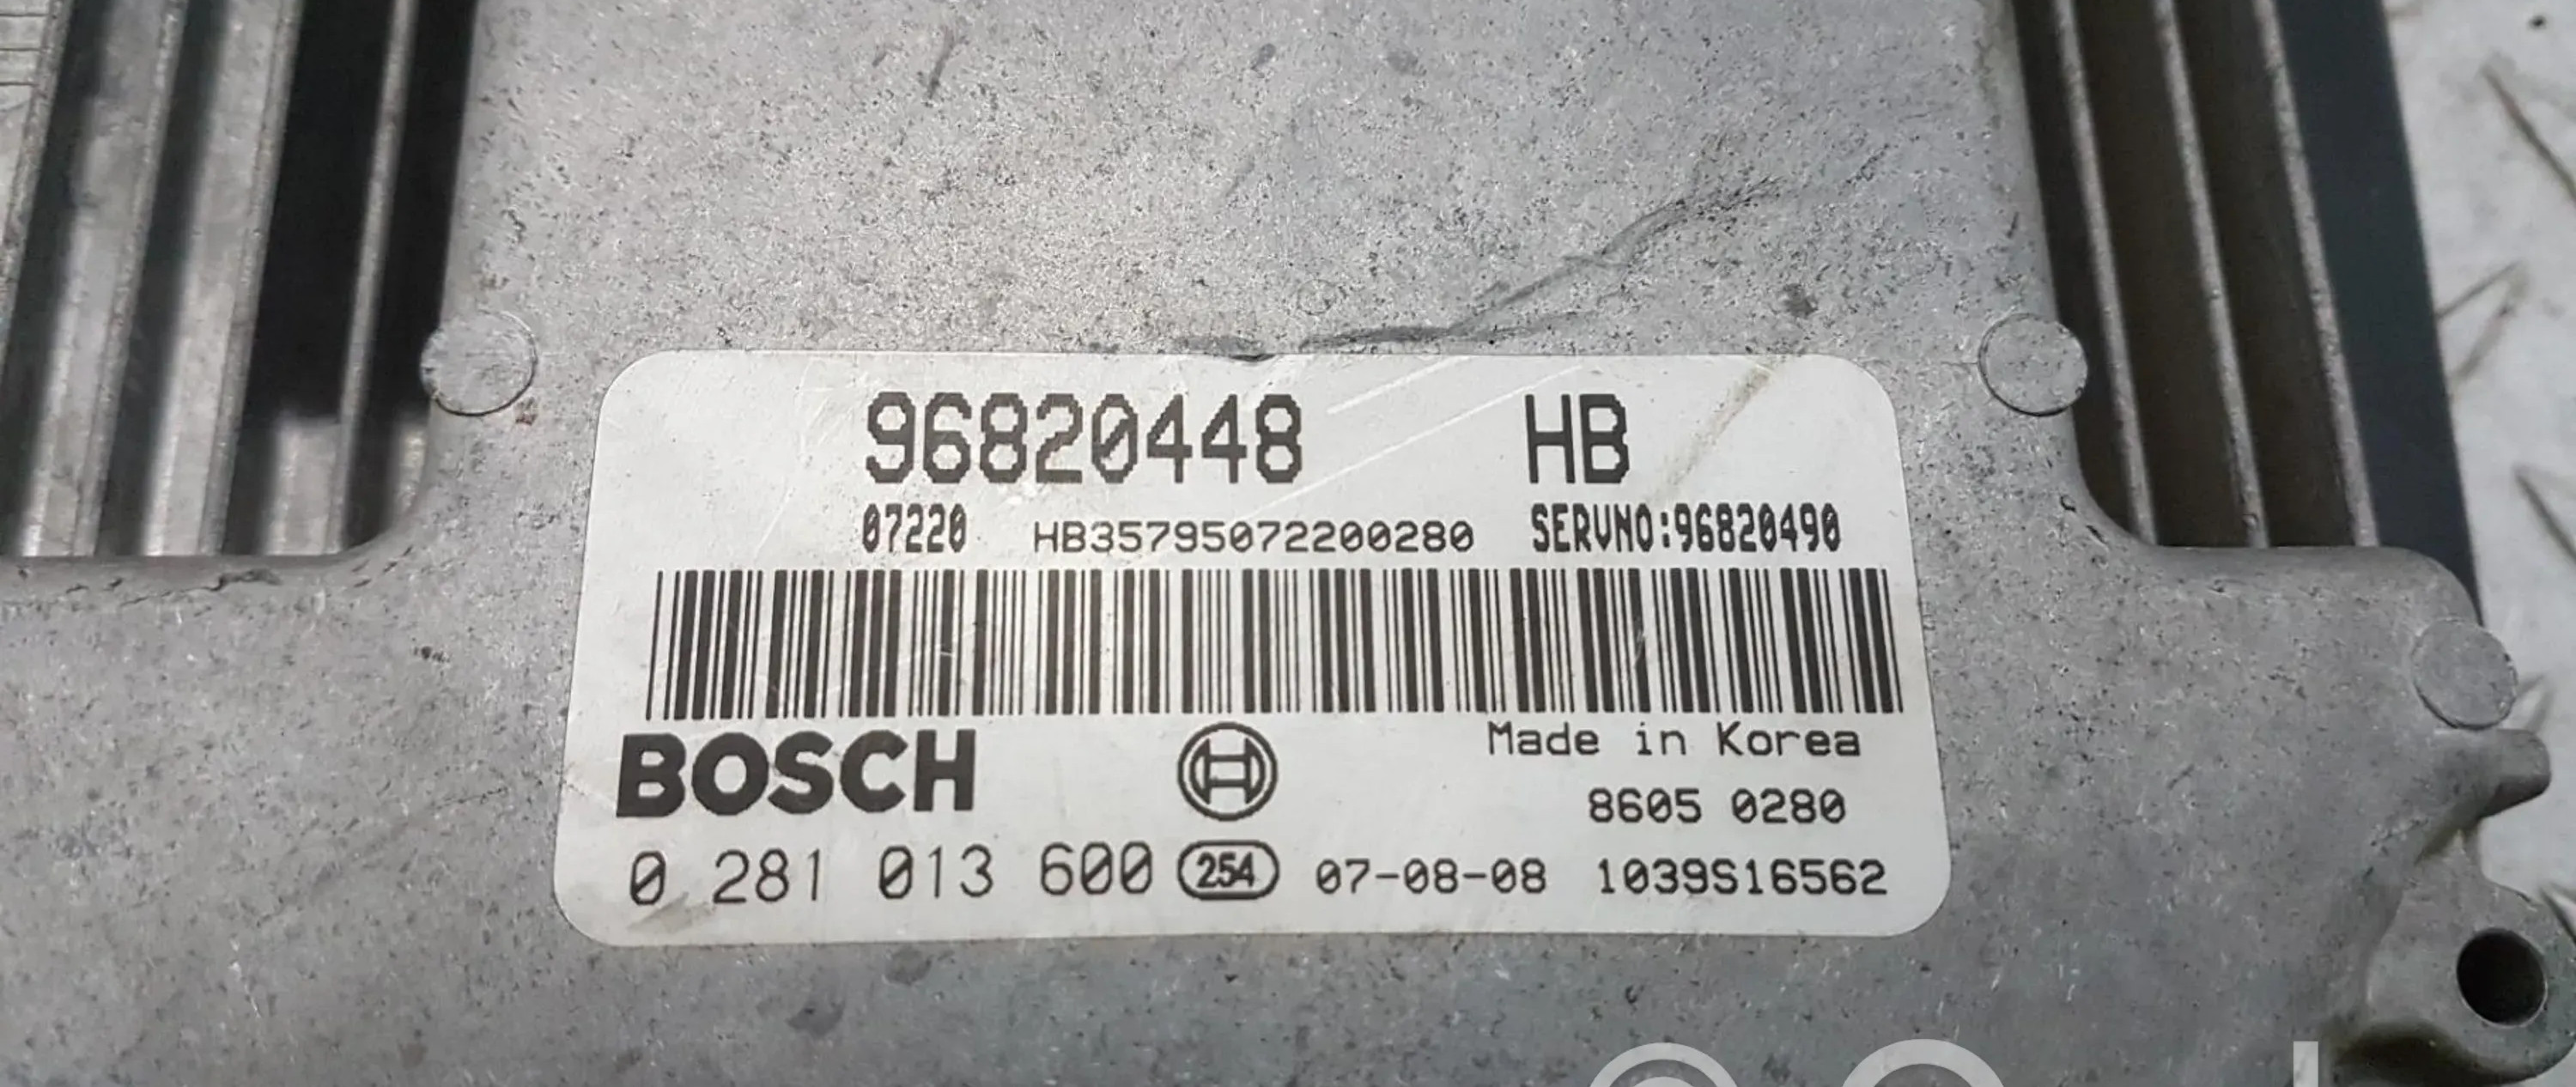 96820448 HB
07220 HB35795072200280 SERVNO:96820490
BOSCH
Made in Korea
8605 0280
0 281 013 600 254 07-08-08 1039S16562